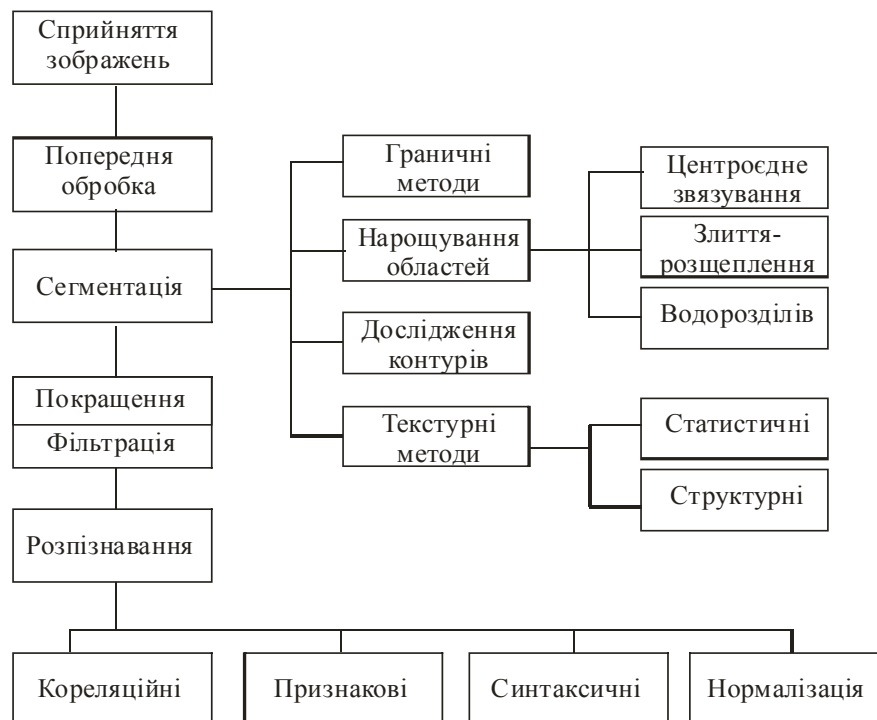 Сприйняття
зображень
Попередня
обробка
Сегментація
Покращення
Фільтрація
Розпізнавання
Граничні
методи
Нарощування
областей
Дослідження
контурів
Текстурні
методи
Центроєдне
звязування
Злиття-
розщеплення
Водорозділів
Статистичні
Структурні
Кореляційні
Признакові
Синтаксичні
Нормалізація